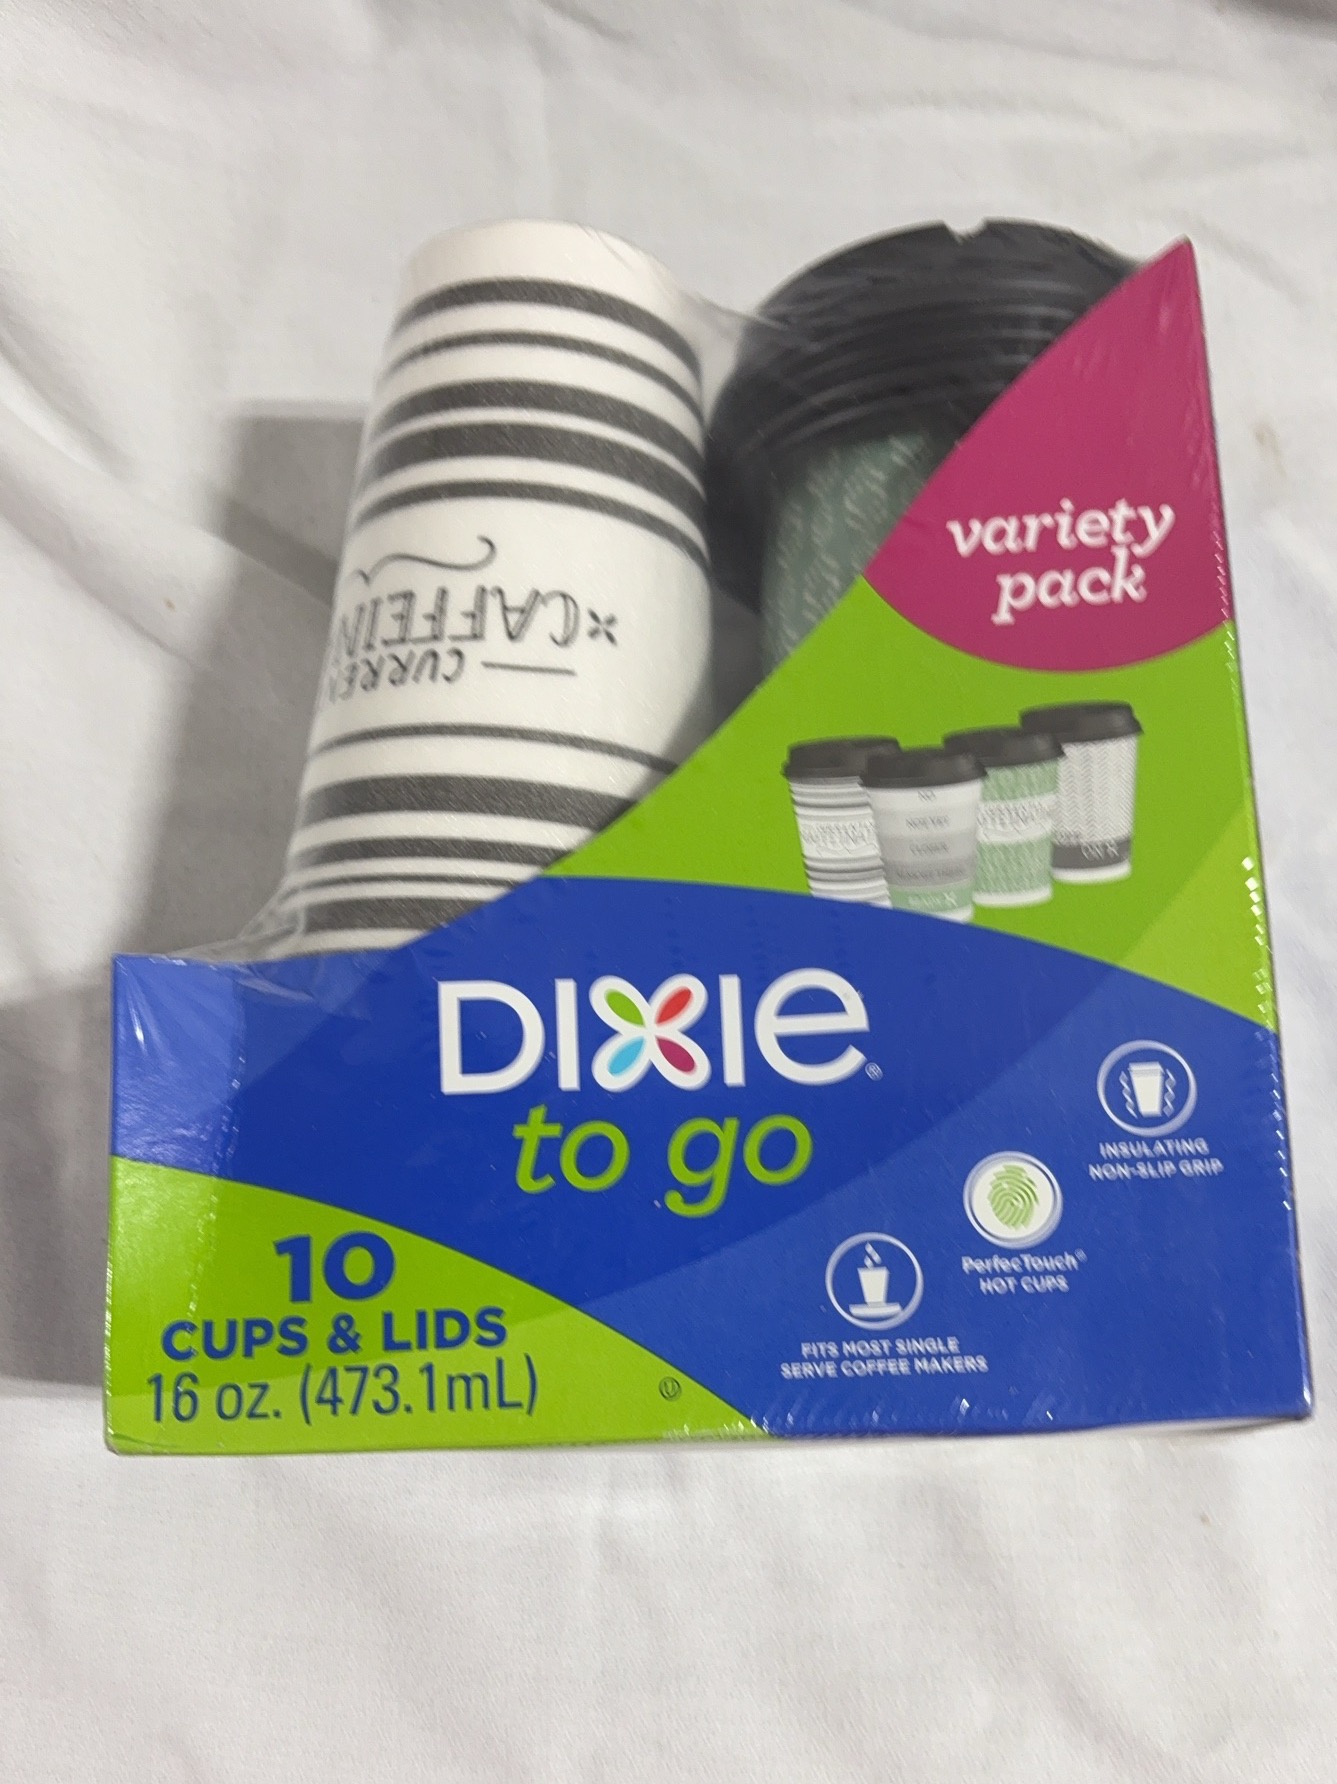 CURRE
CAFFEIN
variety
pack
DIXIE®
to go
INSULATING
NON-SLIP GRIP
PerfecTouch®
HOT CUPS
FITS MOST SINGLE
SERVE COFFEE MAKERS
10
CUPS & LIDS
16 oz. (473.1mL)
U